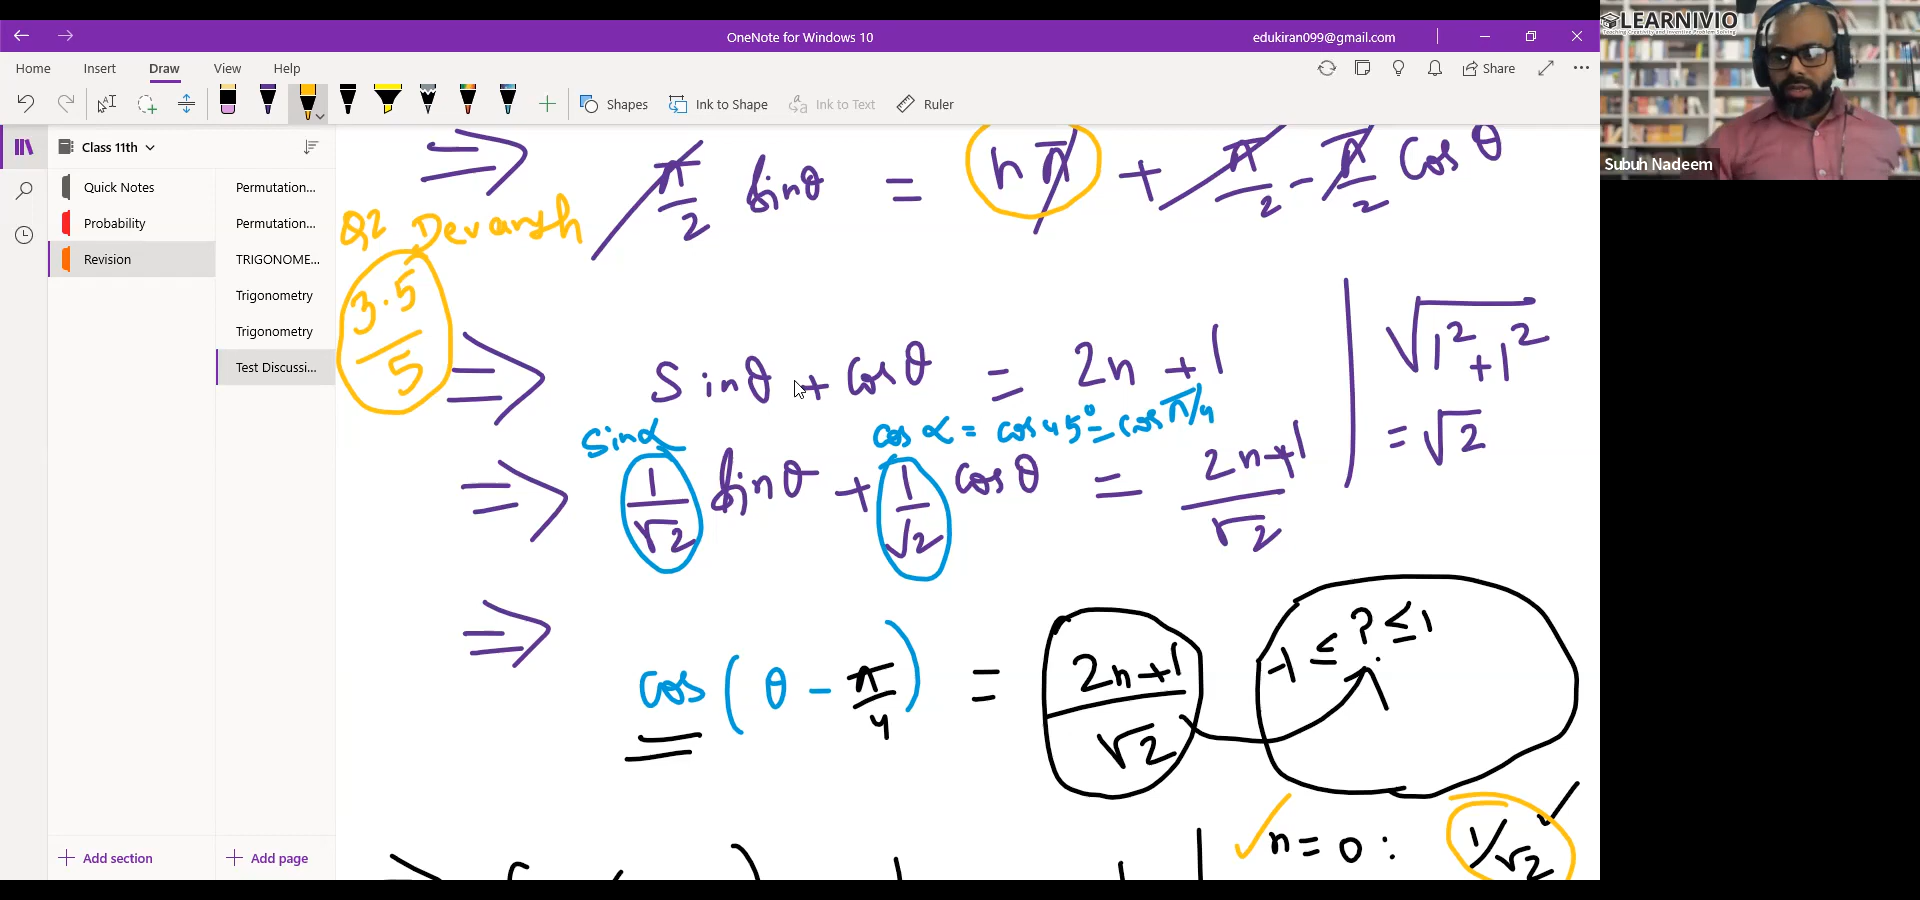 LEARNIVIO
OneNote for Windows 10
edukiran099@gmail.com
Home Insert Draw View Help
Share
Shapes Ink to Shape Ink to Text Ruler
Subuh Nadeem
Class 11th
Quick Notes
Probability
Revision
Permutation...
Permutation...
TRIGONOME...
Trigonometry
Trigonometry
Test Discussi...
Add section
Add page
⇒ π/2 sinθ = nπ + π/2 - π/2 cosθ
Q2 Devansh
3.5/5
⇒ sinθ + cosθ = 2n + 1
√(1² + 1²)
= √2
sinα cosα = cos45° = cos π/4
⇒ 1/√2 sinθ + 1/√2 cosθ = (2n+1)/√2
⇒ cos(θ - π/4) = (2n+1)/√2
-1 ≤ ? ≤ 1
n = 0 : 1/√2